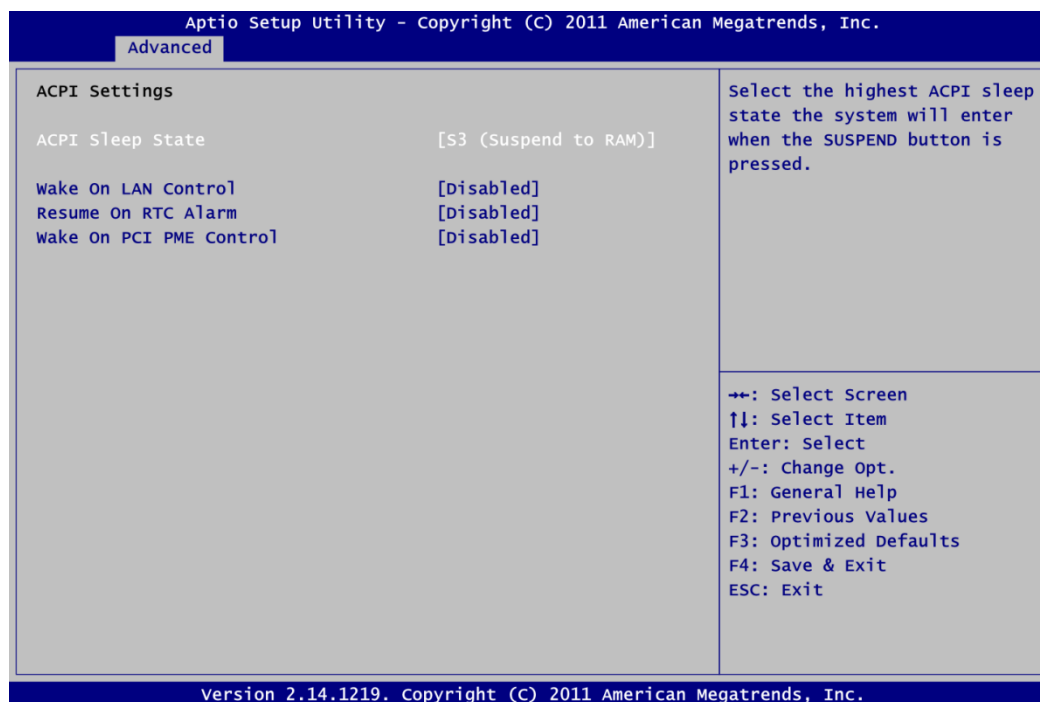 Aptio Setup Utility - Copyright (C) 2011 American Megatrends, Inc.
Advanced
ACPI Settings
ACPI Sleep State [S3 (Suspend to RAM)]
Wake On LAN Control [Disabled]
Resume On RTC Alarm [Disabled]
Wake On PCI PME Control [Disabled]
Select the highest ACPI sleep
state the system will enter
when the SUSPEND button is
pressed.
→←: Select Screen
↑↓: Select Item
Enter: Select
+/-: Change Opt.
F1: General Help
F2: Previous Values
F3: Optimized Defaults
F4: Save & Exit
ESC: Exit
Version 2.14.1219. Copyright (C) 2011 American Megatrends, Inc.